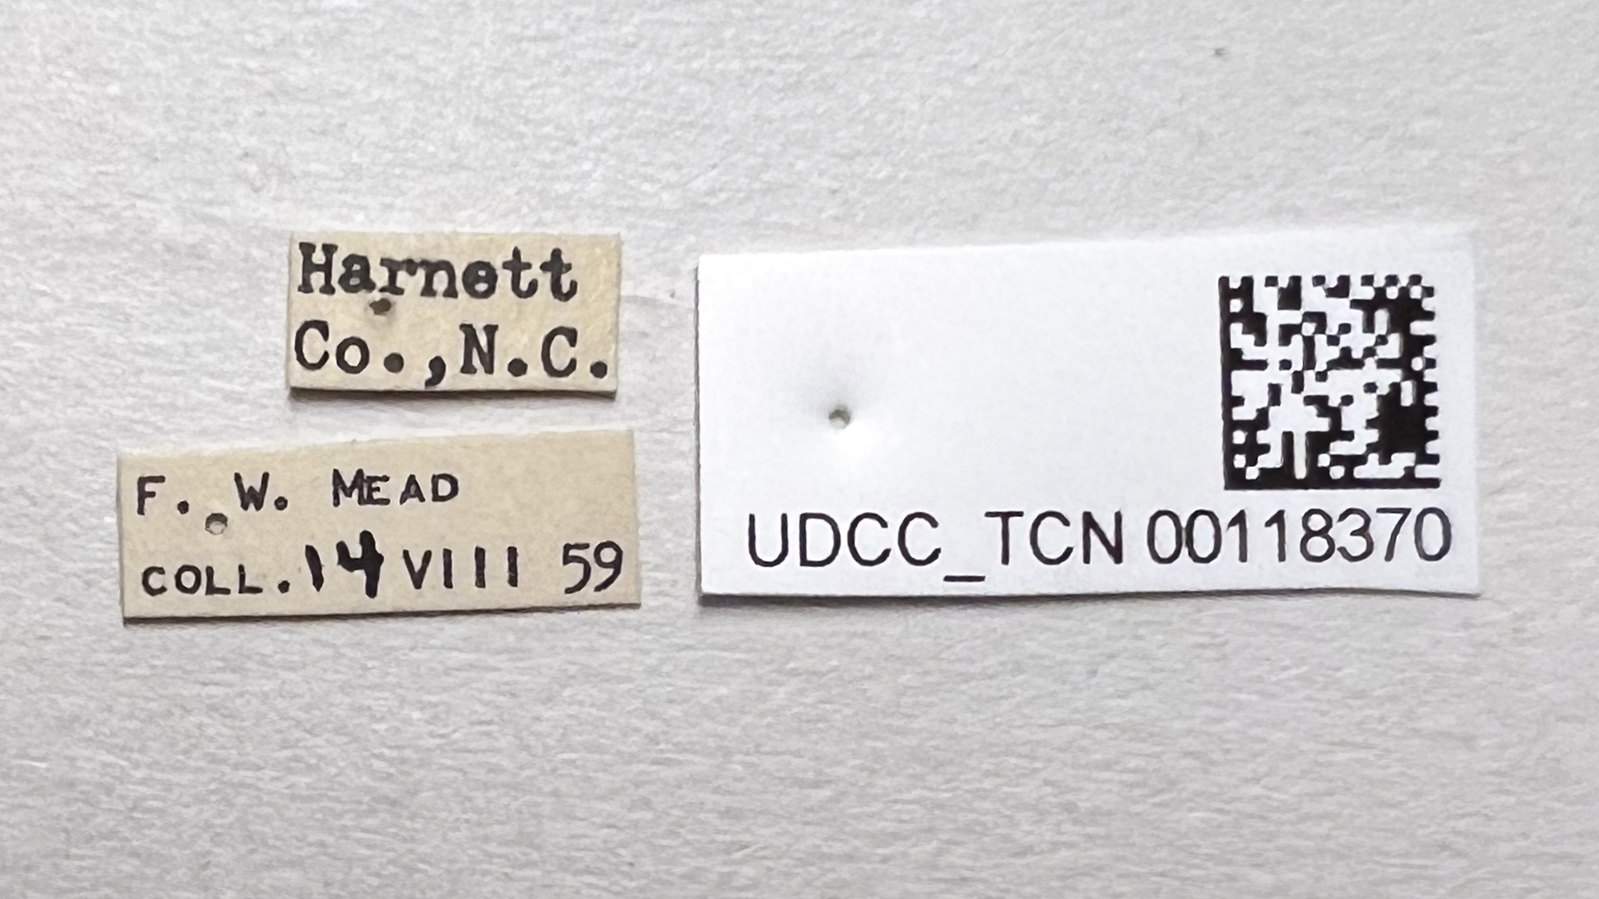 Harnett
Co.,N.C.
F. W. MEAD
COLL. 14 VIII 59
UDCC_TCN 00118370